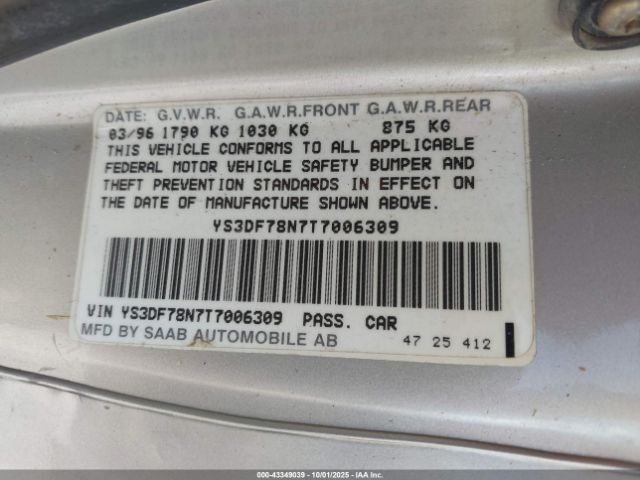 DATE: G.V.W.R. G.A.W.R.FRONT G.A.W.R.REAR
03/96 1790 KG 1030 KG 875 KG
THIS VEHICLE CONFORMS TO ALL APPLICABLE
FEDERAL MOTOR VEHICLE SAFETY BUMPER AND
THEFT PREVENTION STANDARDS IN EFFECT ON
THE DATE OF MANUFACTURE SHOWN ABOVE.
YS3DF78N7T7006309
VIN YS3DF78N7T7006309 PASS. CAR
MFD BY SAAB AUTOMOBILE AB 47 25 412
000-43349039 - 10/01/2025 - IAAI.COM